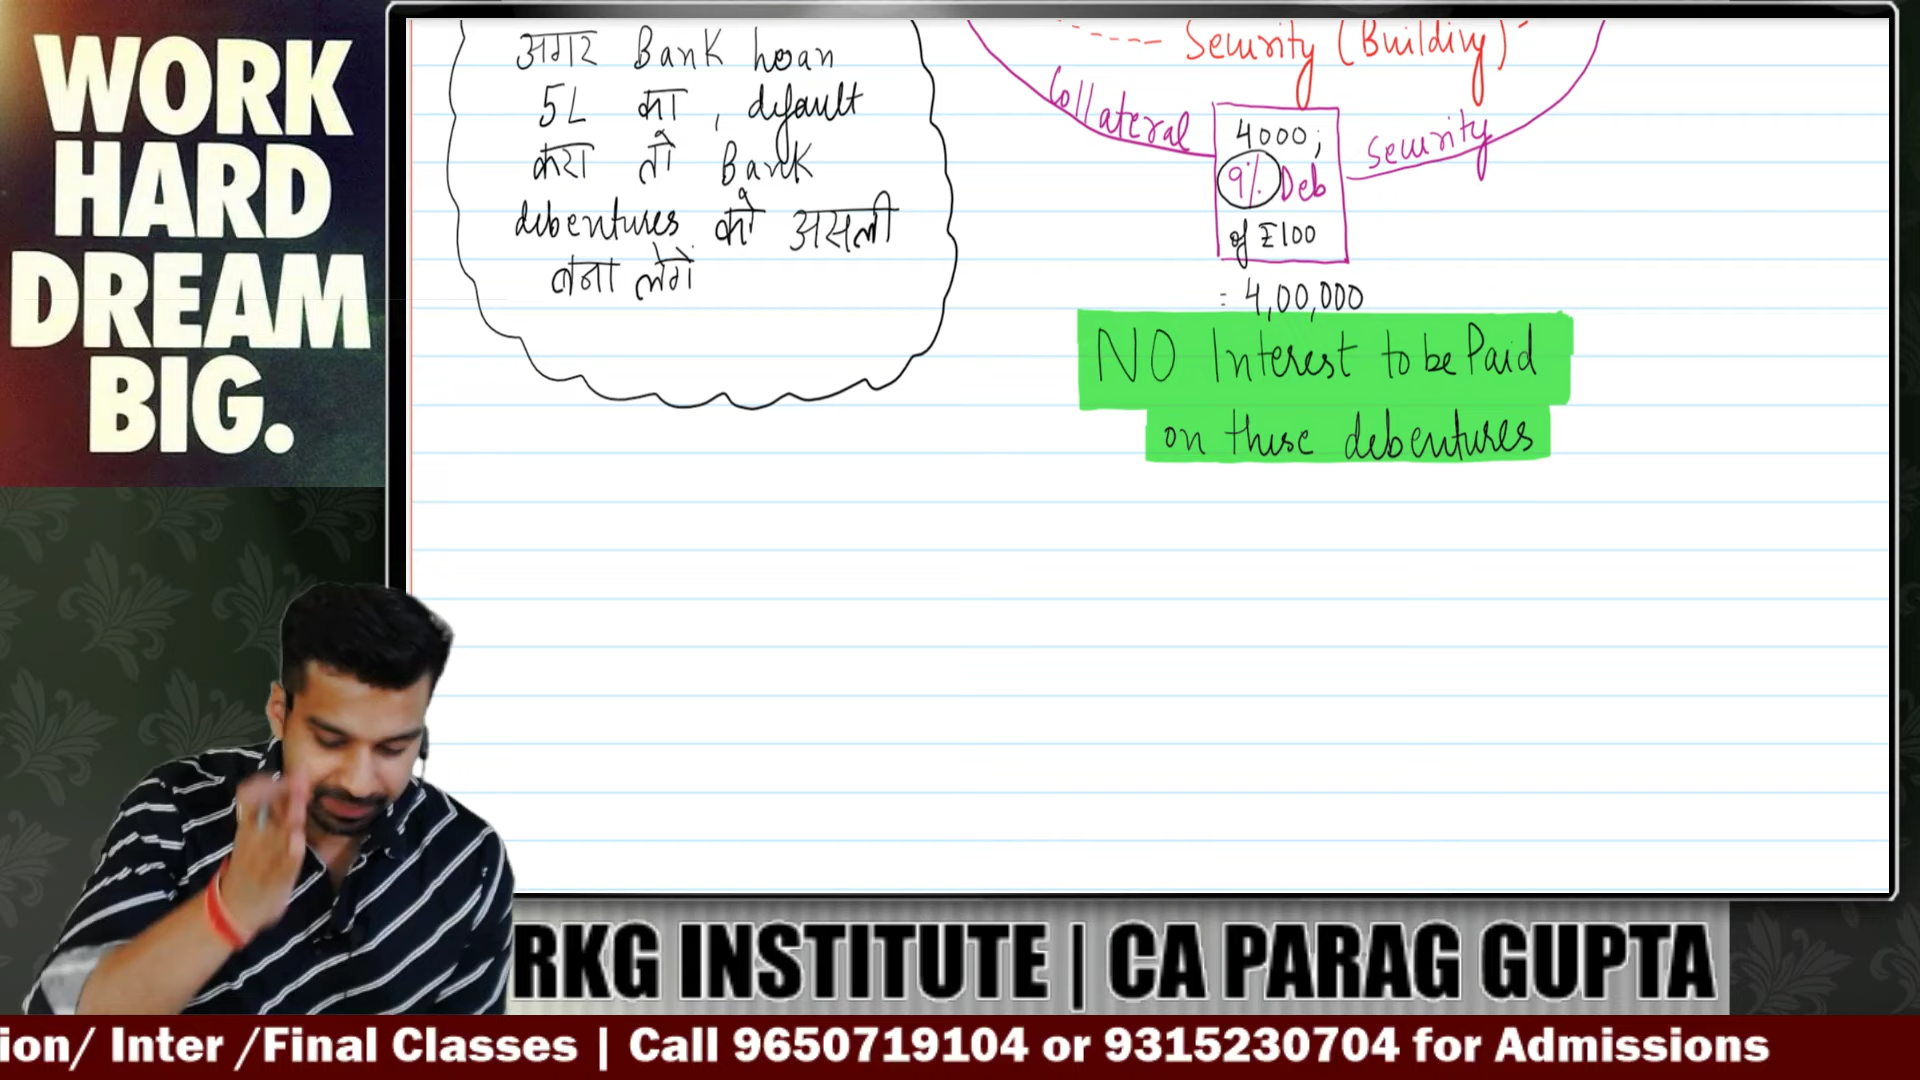 WORK
HARD
DREAM
BIG.
अगर Bank loan
5L का , default
करा तो Bank
debentures को असली
बना लेगें
---- Security (Building)
Collateral
4000;
9% Deb
of ₹100
Security
= 4,00,000
NO Interest to be Paid
on these debentures
RKG INSTITUTE | CA PARAG GUPTA
ion/ Inter /Final Classes | Call 9650719104 or 9315230704 for Admissions